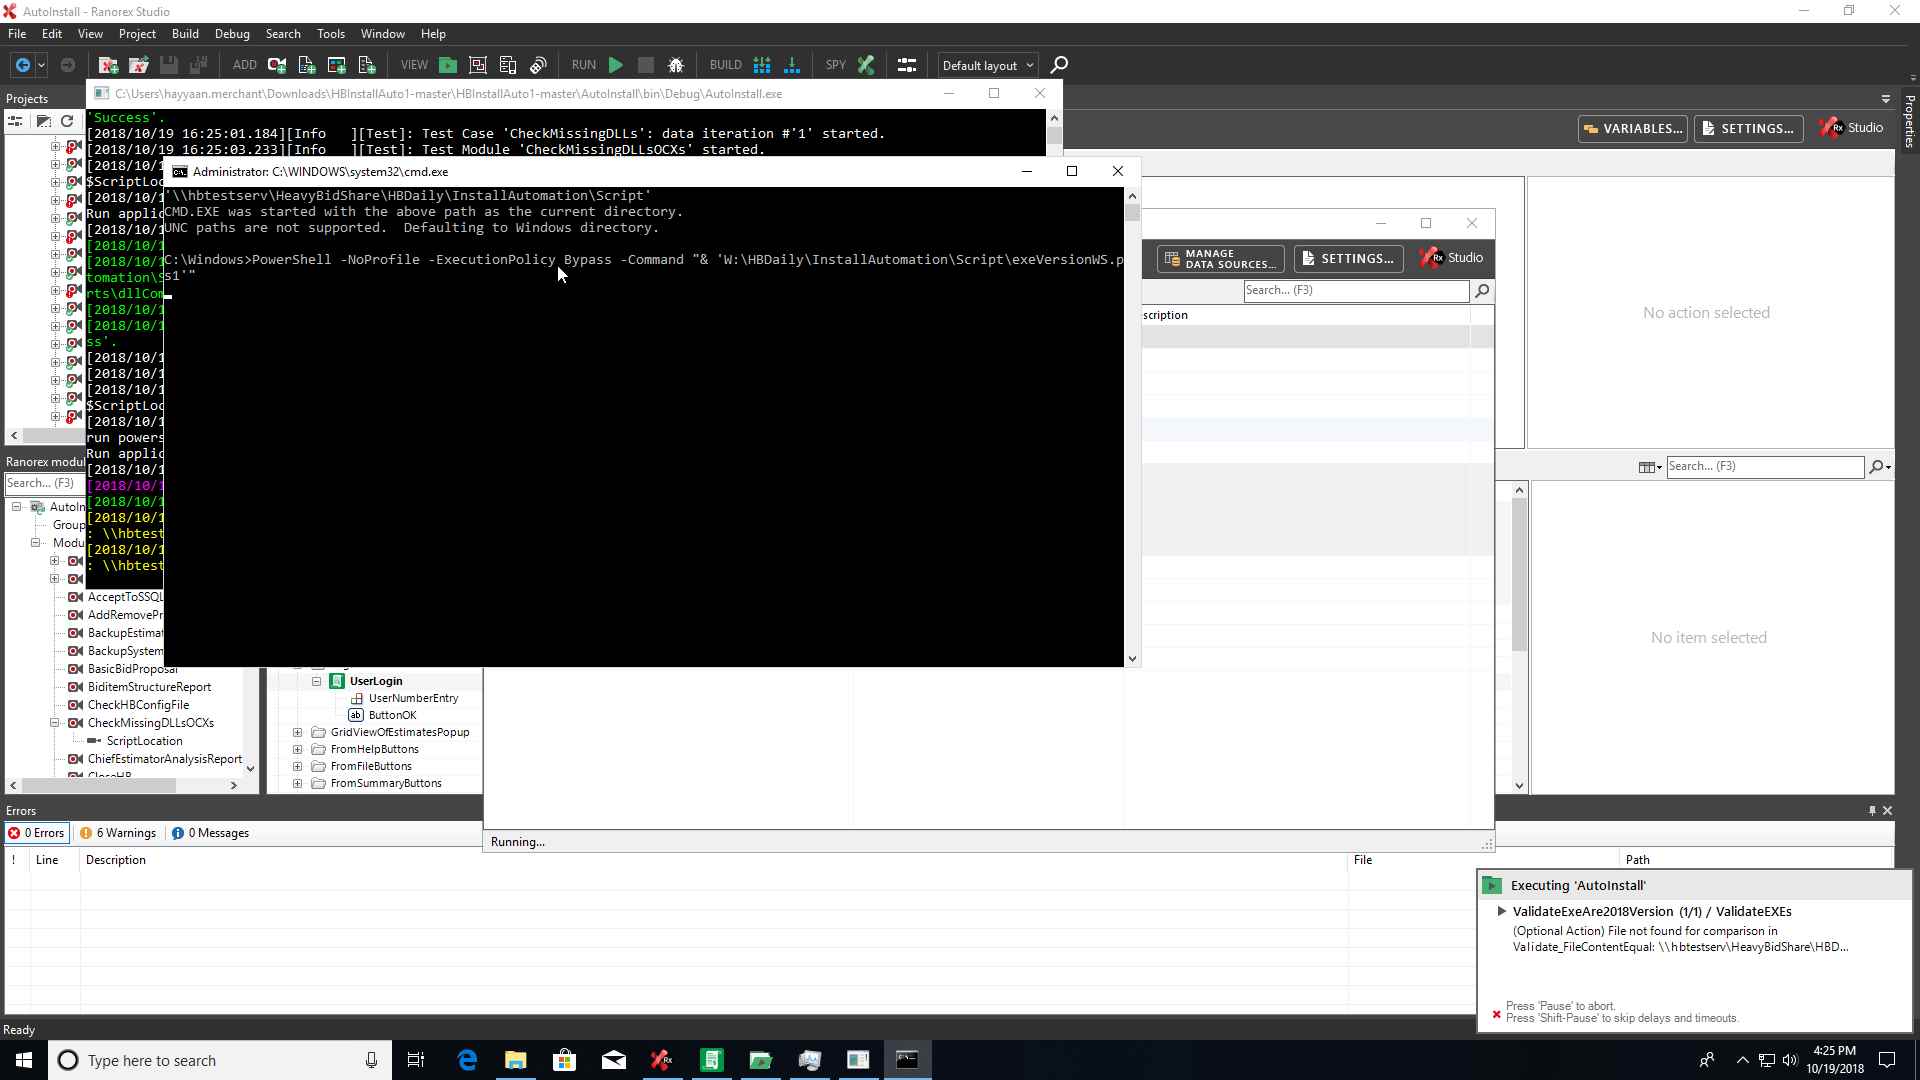 AutoInstall - Ranorex Studio
File Edit View Project Build Debug Search Tools Window Help
ADD VIEW RUN BUILD SPY Default layout
Projects
C:\Users\hayyaan.merchant\Downloads\HBInstallAuto1-master\HBInstallAuto1-master\AutoInstall\bin\Debug\AutoInstall.exe
Properties
VARIABLES... SETTINGS... Rx Studio
'Success'.
[2018/10/19 16:25:01.184][Info   ][Test]: Test Case 'CheckMissingDLLs': data iteration #'1' started.
[2018/10/19 16:25:03.233][Info   ][Test]: Test Module 'CheckMissingDLLsOCXs' started.
[2018/10/1
$ScriptLoc
[2018/10/1
Run applic
[2018/10/1
[2018/10/1
[2018/10/1
tomation\S
rts\dllCom
[2018/10/1
[2018/10/1
ss'.
[2018/10/1
[2018/10/1
[2018/10/1
$ScriptLoc
[2018/10/1
run powers
Run applic
[2018/10/1
[2018/10/1
[2018/10/1
[2018/10/1
: \\hbtest
[2018/10/1
: \\hbtest
Administrator: C:\WINDOWS\system32\cmd.exe
'\\hbtestserv\HeavyBidShare\HBDaily\InstallAutomation\Script'
CMD.EXE was started with the above path as the current directory.
UNC paths are not supported.  Defaulting to Windows directory.
C:\Windows>PowerShell -NoProfile -ExecutionPolicy Bypass -Command "& 'W:\HBDaily\InstallAutomation\Script\exeVersionWS.p
s1'"
MANAGE
DATA SOURCES... SETTINGS... Rx Studio
Search... (F3)
scription
No action selected
Search... (F3)
No item selected
Ranorex modul
Search... (F3)
AutoIn
Group
Modu
AcceptToSSQL
AddRemovePr
BackupEstimat
BackupSystem
BasicBidProposal
BiditemStructureReport
CheckHBConfigFile
CheckMissingDLLsOCXs
ScriptLocation
ChiefEstimatorAnalysisReport
CloseHB
UserLogin
UserNumberEntry
ButtonOK
GridViewOfEstimatesPopup
FromHelpButtons
FromFileButtons
FromSummaryButtons
Running...
Errors
0 Errors 6 Warnings 0 Messages
! Line Description File Path
Executing 'AutoInstall'
ValidateExeAre2018Version (1/1) / ValidateEXEs
(Optional Action) File not found for comparison in
Validate_FileContentEqual: \\hbtestserv\HeavyBidShare\HBD...
Press 'Pause' to abort.
Press 'Shift-Pause' to skip delays and timeouts.
Ready
Type here to search
4:25 PM
10/19/2018